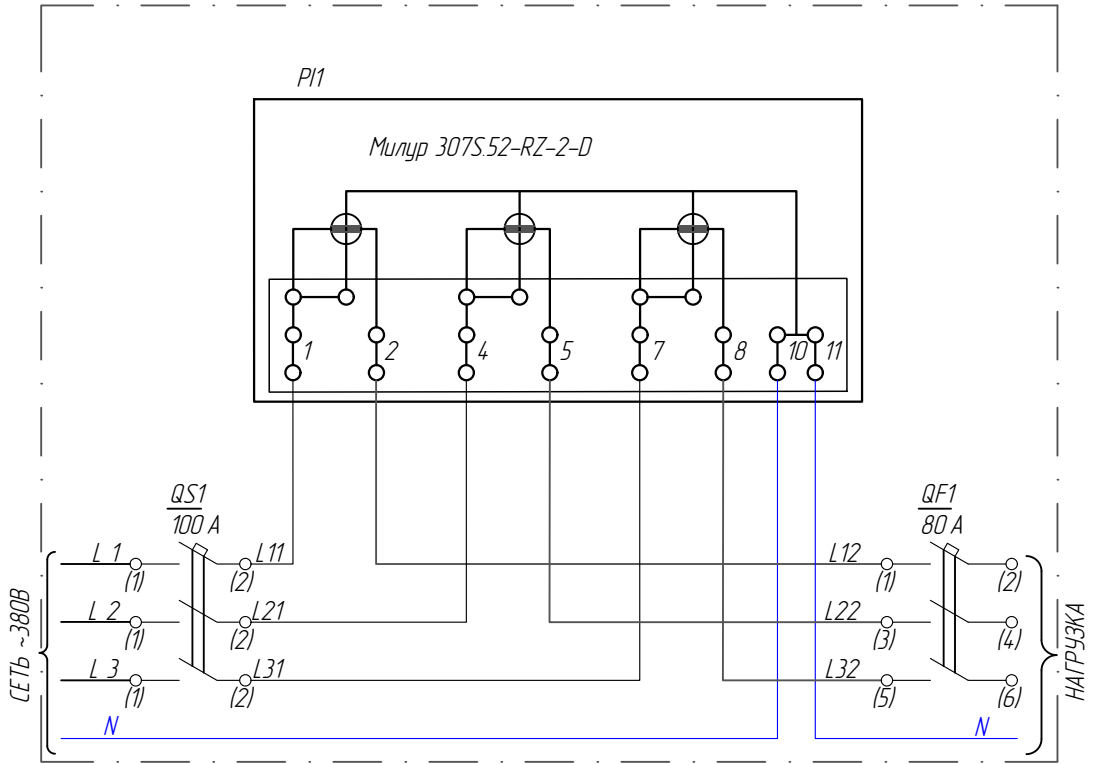 PI1
Милур 307S.52-RZ-2-D
1 2 4 5 7 8 10 11
QS1
100 А
QF1
80 А
L 1 (1) (2) L11 L12 (1) (2)
L 2 (1) (2) L21 L22 (3) (4)
L 3 (1) (2) L31 L32 (5) (6)
N N
СЕТЬ ~380В
НАГРУЗКА